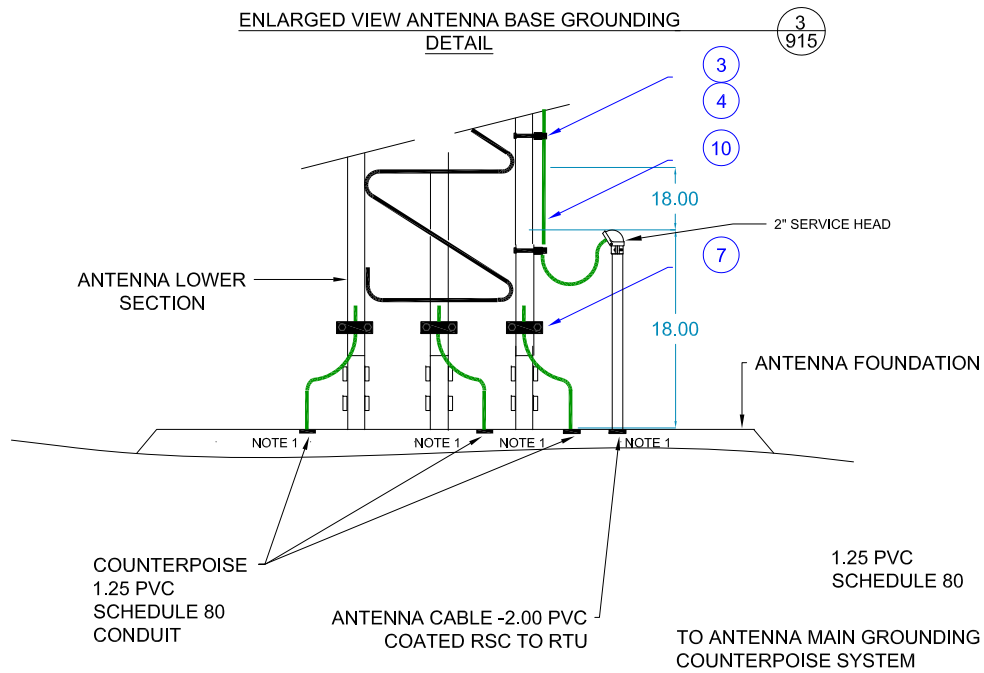 ENLARGED VIEW ANTENNA BASE GROUNDING
DETAIL
3
915
3
4
10
18.00
2" SERVICE HEAD
7
ANTENNA LOWER
SECTION
18.00
ANTENNA FOUNDATION
NOTE 1
NOTE 1
NOTE 1
NOTE 1
COUNTERPOISE
1.25 PVC
SCHEDULE 80
CONDUIT
ANTENNA CABLE -2.00 PVC
COATED RSC TO RTU
1.25 PVC
SCHEDULE 80
TO ANTENNA MAIN GROUNDING
COUNTERPOISE SYSTEM